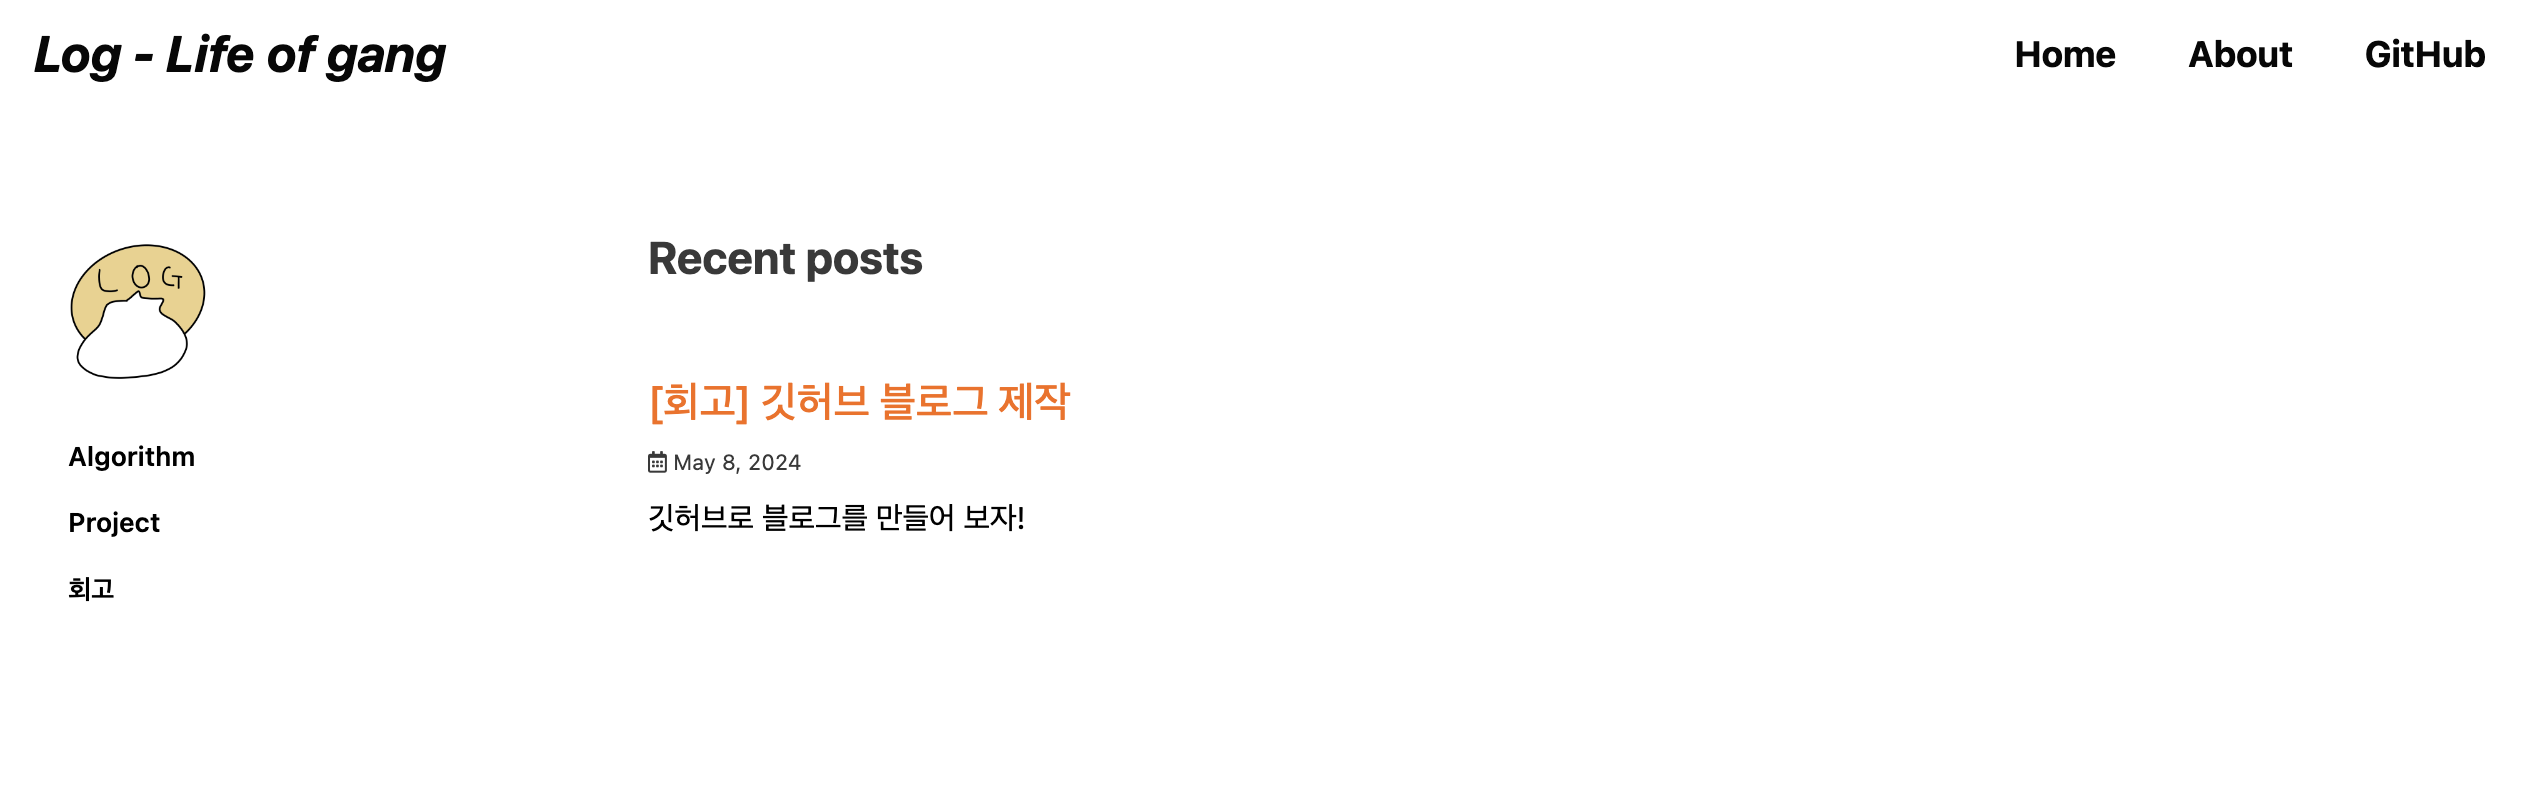 Log - Life of gang
Home About GitHub
LOG
Algorithm
Project
회고
Recent posts
[회고] 깃허브 블로그 제작
May 8, 2024
깃허브로 블로그를 만들어 보자!